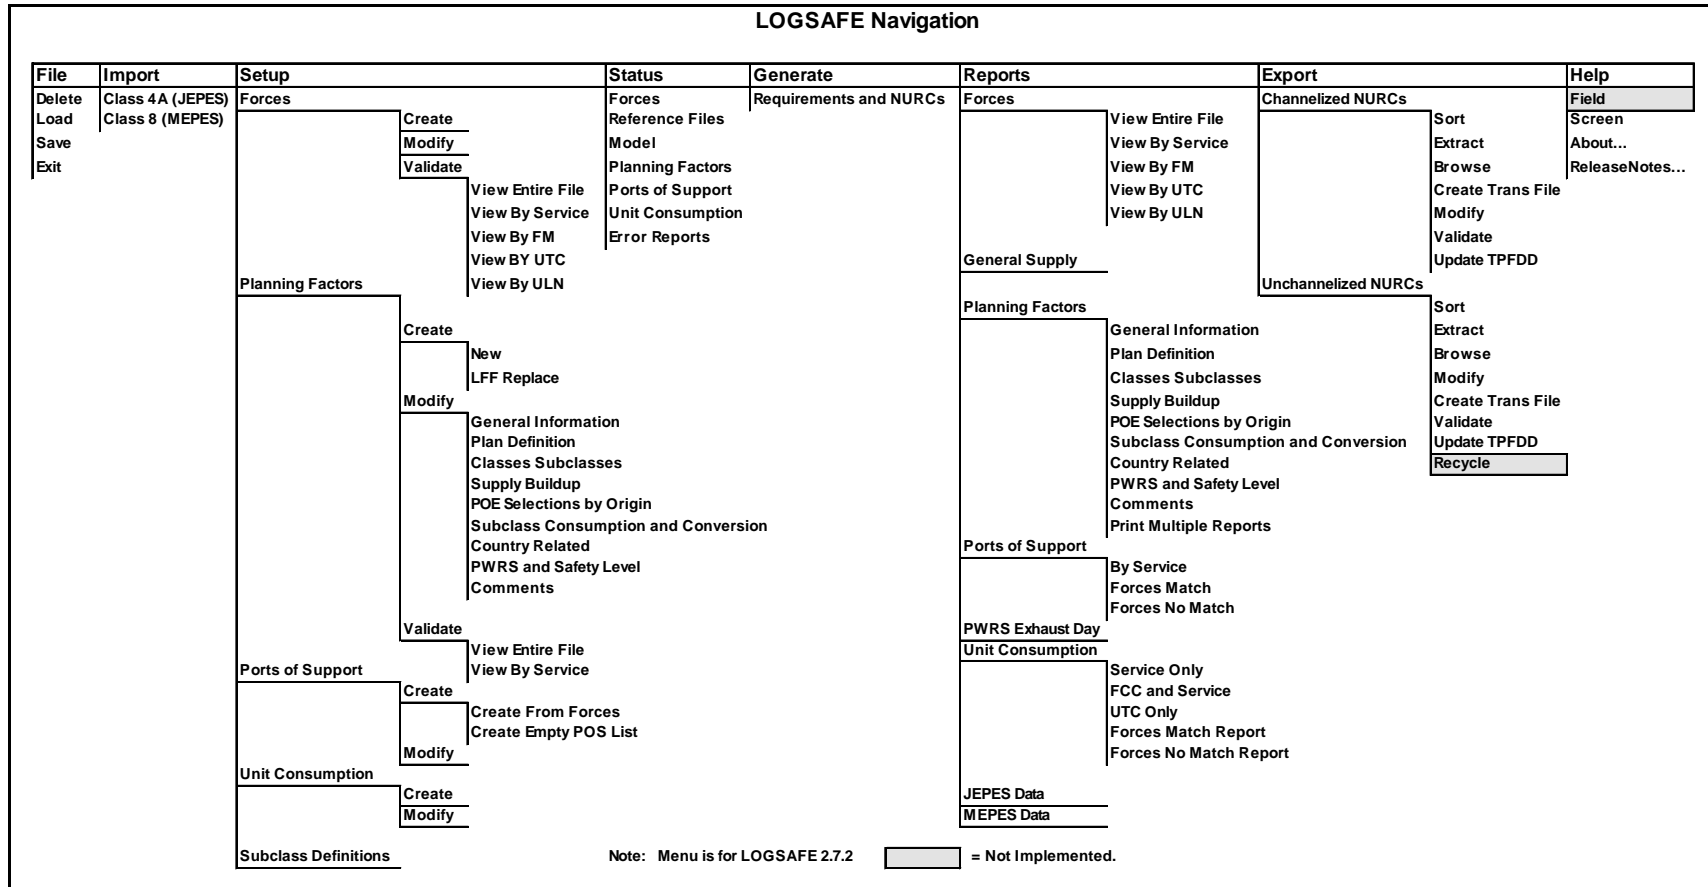 LOGSAFE Navigation
File
Delete
Load
Save
Exit
Import
Class 4A (JEPES)
Class 8 (MEPES)
Setup
Forces
Create
Modify
Validate
View Entire File
View By Service
View By FM
View BY UTC
View By ULN
Planning Factors
Create
New
LFF Replace
Modify
General Information
Plan Definition
Classes Subclasses
Supply Buildup
POE Selections by Origin
Subclass Consumption and Conversion
Country Related
PWRS and Safety Level
Comments
Validate
View Entire File
View By Service
Ports of Support
Create
Create From Forces
Create Empty POS List
Modify
Unit Consumption
Create
Modify
Subclass Definitions
Status
Forces
Reference Files
Model
Planning Factors
Ports of Support
Unit Consumption
Error Reports
Generate
Requirements and NURCs
Reports
Forces
View Entire File
View By Service
View By FM
View By UTC
View By ULN
General Supply
Planning Factors
General Information
Plan Definition
Classes Subclasses
Supply Buildup
POE Selections by Origin
Subclass Consumption and Conversion
Country Related
PWRS and Safety Level
Comments
Print Multiple Reports
Ports of Support
By Service
Forces Match
Forces No Match
PWRS Exhaust Day
Unit Consumption
Service Only
FCC and Service
UTC Only
Forces Match Report
Forces No Match Report
JEPES Data
MEPES Data
Export
Channelized NURCs
Sort
Extract
Browse
Create Trans File
Modify
Validate
Update TPFDD
Unchannelized NURCs
Sort
Extract
Browse
Modify
Create Trans File
Validate
Update TPFDD
Recycle
Help
Field
Screen
About...
ReleaseNotes...
Note: Menu is for LOGSAFE 2.7.2
= Not Implemented.